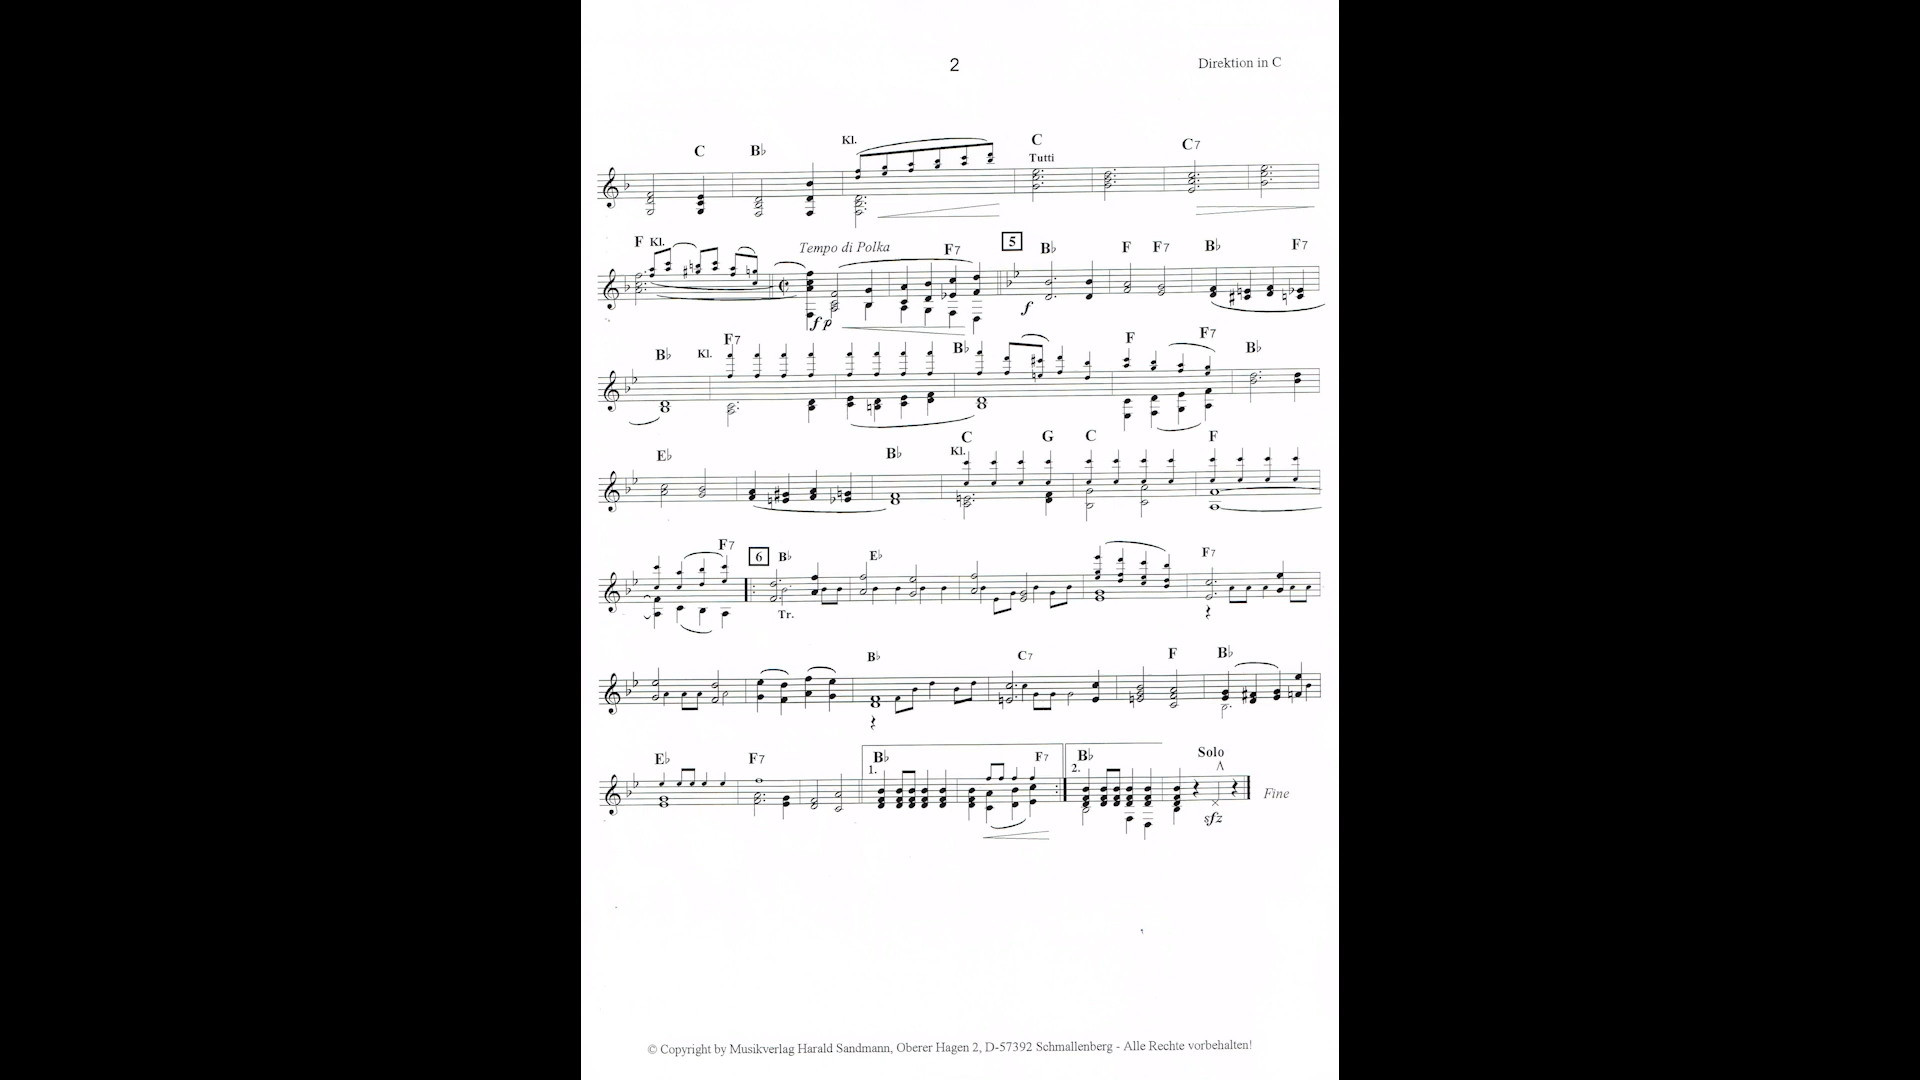 2
Direktion in C
C B♭ Kl. C C7
Tutti
F Kl. Tempo di Polka F7 5 B♭ F F7 B♭ F7
fp f
B♭ Kl. F7 B♭ F F7 B♭
E♭ B♭ Kl. C G C F
F7 6 B♭ E♭ F7
Tr.
B♭ C7 F B♭
E♭ F7 1. B♭ F7 2. B♭ Solo
sfz Fine
© Copyright by Musikverlag Harald Sandmann, Oberer Hagen 2, D-57392 Schmallenberg - Alle Rechte vorbehalten!